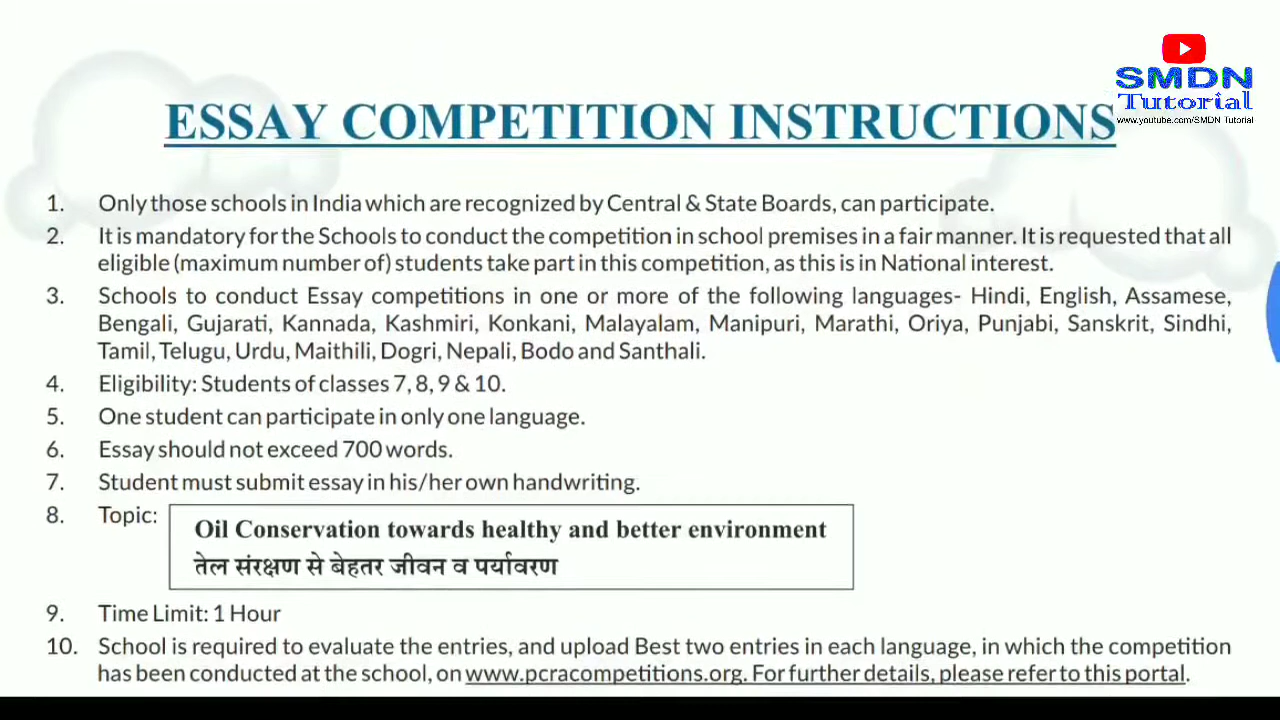 SMDN
Tutorial
www.youtube.com/SMDN Tutorial
ESSAY COMPETITION INSTRUCTIONS
1. Only those schools in India which are recognized by Central & State Boards, can participate.
2. It is mandatory for the Schools to conduct the competition in school premises in a fair manner. It is requested that all
eligible (maximum number of) students take part in this competition, as this is in National interest.
3. Schools to conduct Essay competitions in one or more of the following languages- Hindi, English, Assamese,
Bengali, Gujarati, Kannada, Kashmiri, Konkani, Malayalam, Manipuri, Marathi, Oriya, Punjabi, Sanskrit, Sindhi,
Tamil, Telugu, Urdu, Maithili, Dogri, Nepali, Bodo and Santhali.
4. Eligibility: Students of classes 7, 8, 9 & 10.
5. One student can participate in only one language.
6. Essay should not exceed 700 words.
7. Student must submit essay in his/her own handwriting.
8. Topic: Oil Conservation towards healthy and better environment
तेल संरक्षण से बेहतर जीवन व पर्यावरण
9. Time Limit: 1 Hour
10. School is required to evaluate the entries, and upload Best two entries in each language, in which the competition
has been conducted at the school, on www.pcracompetitions.org. For further details, please refer to this portal.